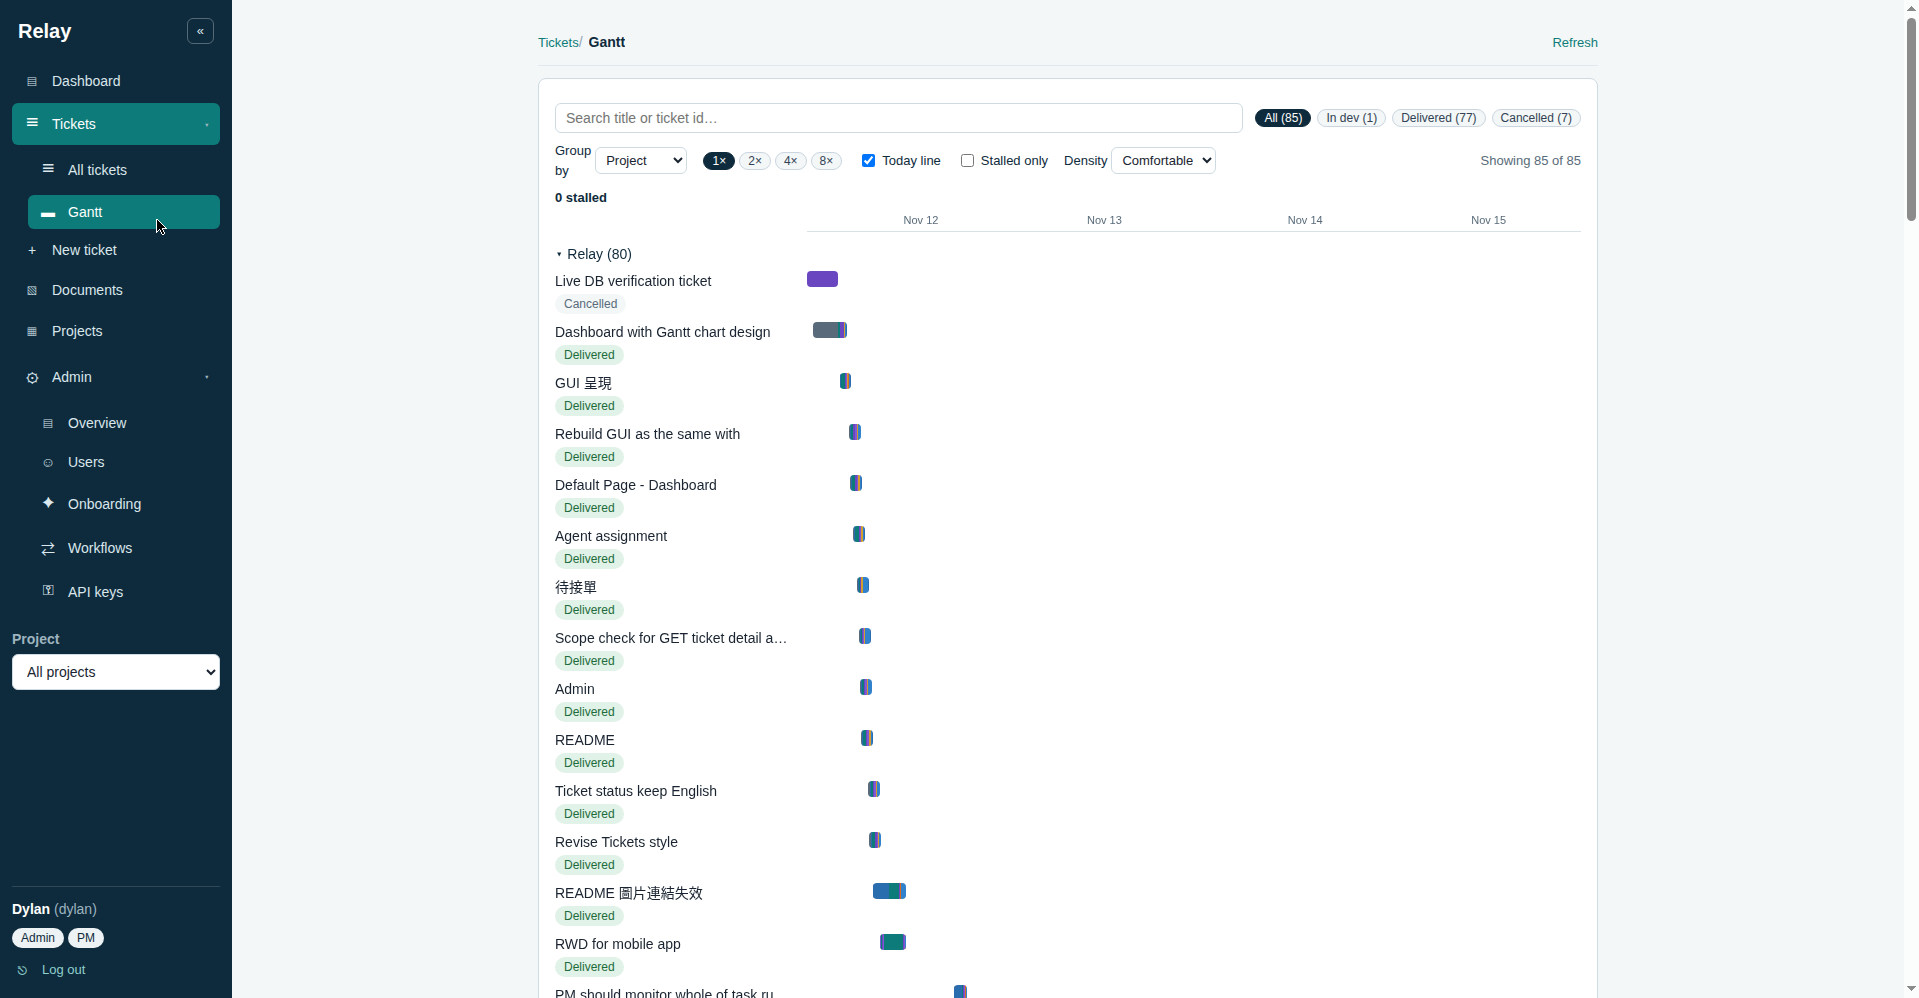 Relay
«
Dashboard
Tickets
All tickets
Gantt
+ New ticket
Documents
Projects
Admin
Overview
Users
Onboarding
Workflows
API keys
Project
All projects
Dylan (dylan)
Admin PM
Log out
Tickets/ Gantt
Refresh
Search title or ticket id…
All (85) In dev (1) Delivered (77) Cancelled (7)
Group by Project 1× 2× 4× 8× Today line Stalled only Density Comfortable Showing 85 of 85
0 stalled
Nov 12 Nov 13 Nov 14 Nov 15
Relay (80)
Live DB verification ticket
Cancelled
Dashboard with Gantt chart design
Delivered
GUI 呈現
Delivered
Rebuild GUI as the same with
Delivered
Default Page - Dashboard
Delivered
Agent assignment
Delivered
待接單
Delivered
Scope check for GET ticket detail a…
Delivered
Admin
Delivered
README
Delivered
Ticket status keep English
Delivered
Revise Tickets style
Delivered
README 圖片連結失效
Delivered
RWD for mobile app
Delivered
PM should monitor whole of task ru…